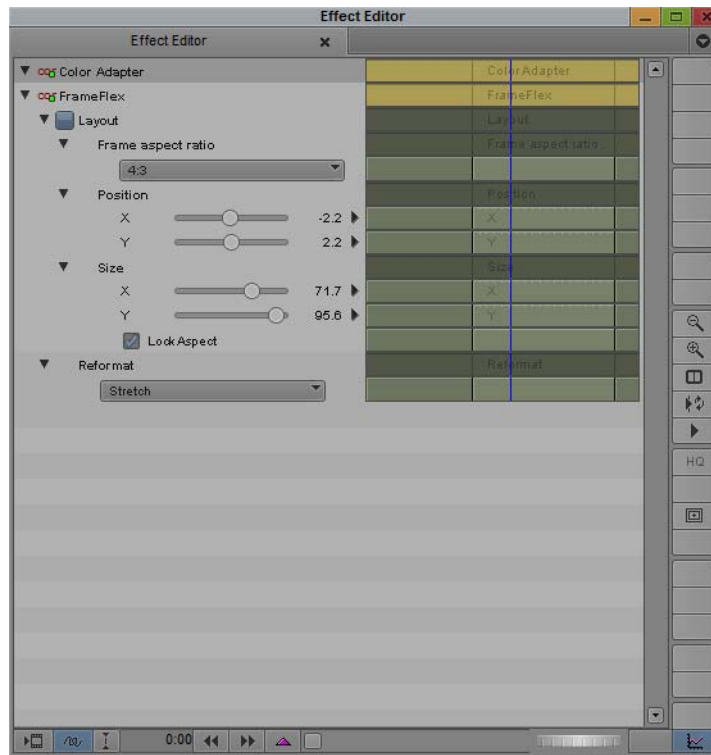 Effect Editor
Effect Editor
Color Adapter
ColorAdapter
FrameFlex
FrameFlex
Layout
Layout
Frame aspect ratio
Frame aspect ratio
4:3
Position
Position
X
-2.2
X
Y
2.2
Y
Size
Size
X
71.7
X
Y
95.6
Y
Lock Aspect
Reformat
Reformat
Stretch
HQ
0:00